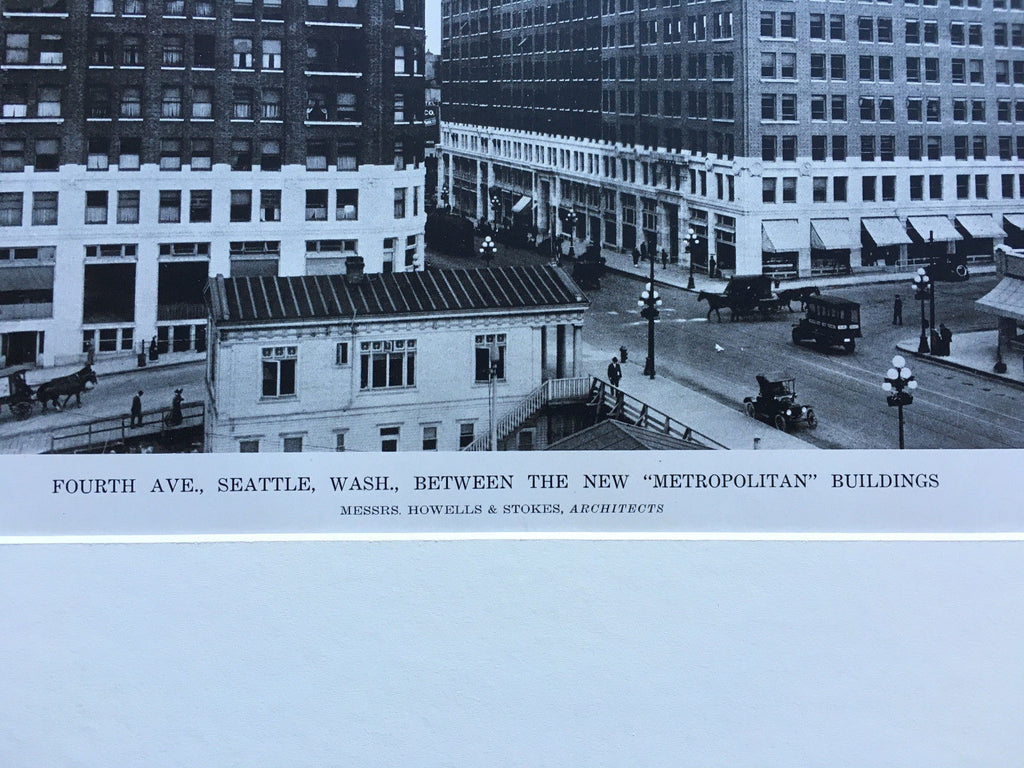 FOURTH AVE., SEATTLE, WASH., BETWEEN THE NEW “METROPOLITAN” BUILDINGS
MESSRS. HOWELLS & STOKES, ARCHITECTS